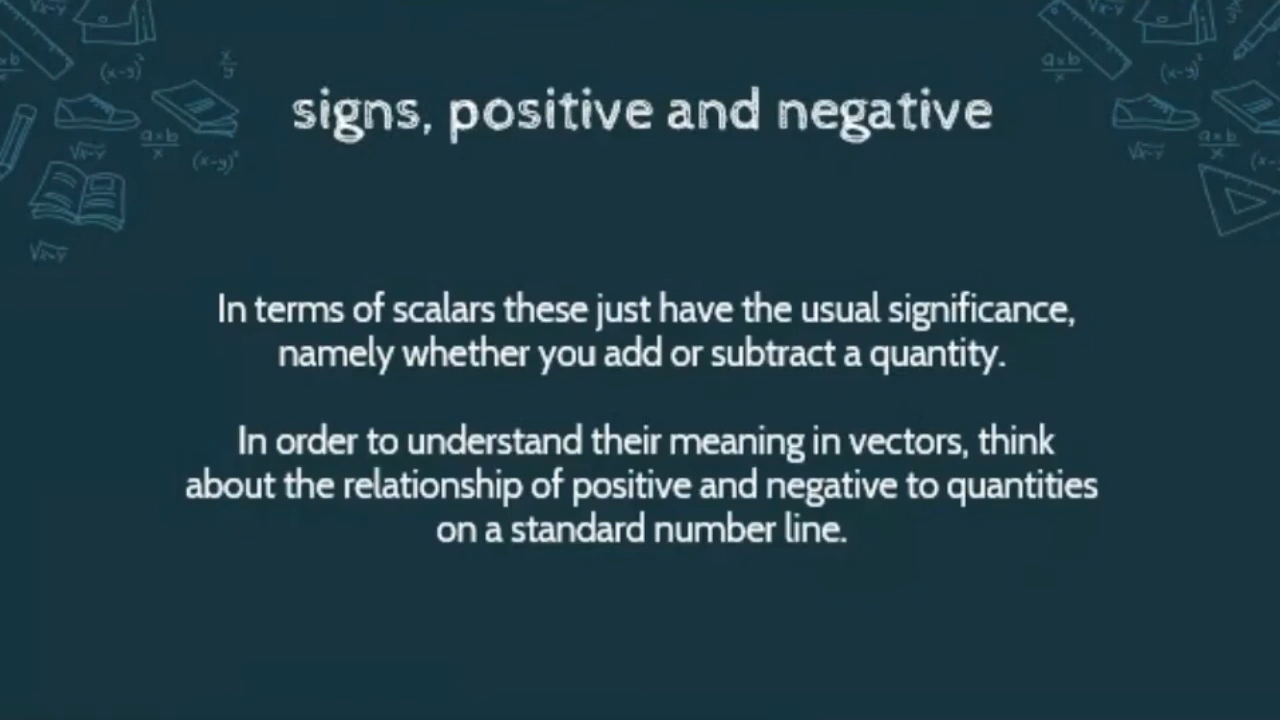 signs, positive and negative
In terms of scalars these just have the usual significance,
namely whether you add or subtract a quantity.
In order to understand their meaning in vectors, think
about the relationship of positive and negative to quantities
on a standard number line.